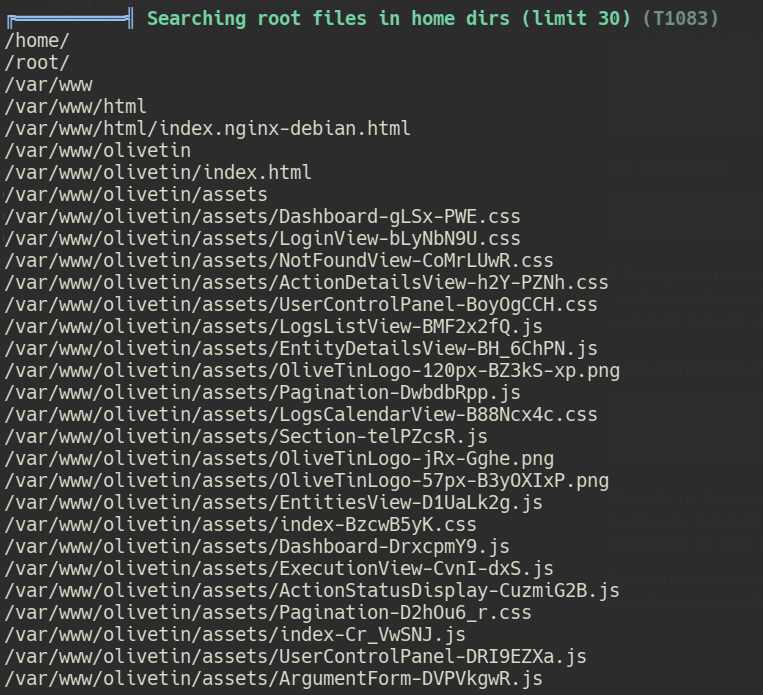 ╔══════════╣ Searching root files in home dirs (limit 30) (T1083)
/home/
/root/
/var/www
/var/www/html
/var/www/html/index.nginx-debian.html
/var/www/olivetin
/var/www/olivetin/index.html
/var/www/olivetin/assets
/var/www/olivetin/assets/Dashboard-gLSx-PWE.css
/var/www/olivetin/assets/LoginView-bLyNbN9U.css
/var/www/olivetin/assets/NotFoundView-CoMrLUwR.css
/var/www/olivetin/assets/ActionDetailsView-h2Y-PZNh.css
/var/www/olivetin/assets/UserControlPanel-BoyOgCCH.css
/var/www/olivetin/assets/LogsListView-BMF2x2fQ.js
/var/www/olivetin/assets/EntityDetailsView-BH_6ChPN.js
/var/www/olivetin/assets/OliveTinLogo-120px-BZ3kS-xp.png
/var/www/olivetin/assets/Pagination-DwbdbRpp.js
/var/www/olivetin/assets/LogsCalendarView-B88Ncx4c.css
/var/www/olivetin/assets/Section-telPZcsR.js
/var/www/olivetin/assets/OliveTinLogo-jRx-Gghe.png
/var/www/olivetin/assets/OliveTinLogo-57px-B3yOXIxP.png
/var/www/olivetin/assets/EntitiesView-D1UaLk2g.js
/var/www/olivetin/assets/index-BzcwB5yK.css
/var/www/olivetin/assets/Dashboard-DrxcpmY9.js
/var/www/olivetin/assets/ExecutionView-CvnI-dxS.js
/var/www/olivetin/assets/ActionStatusDisplay-CuzmiG2B.js
/var/www/olivetin/assets/Pagination-D2hOu6_r.css
/var/www/olivetin/assets/index-Cr_VwSNJ.js
/var/www/olivetin/assets/UserControlPanel-DRI9EZXa.js
/var/www/olivetin/assets/ArgumentForm-DVPVkgwR.js